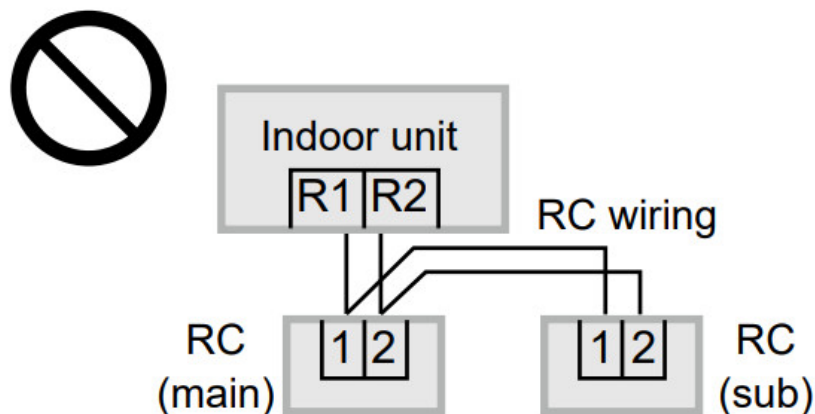 Indoor unit
R1 R2
RC wiring
RC
(main)
1 2
1 2
RC
(sub)